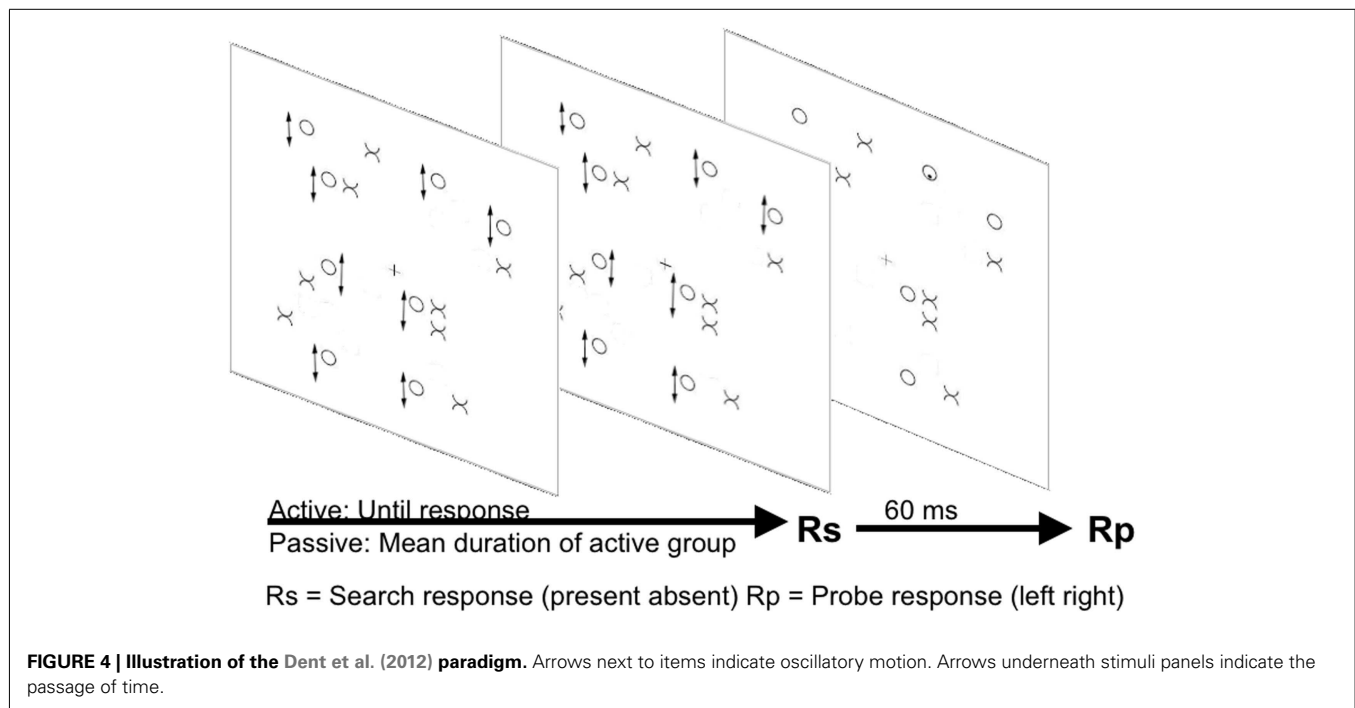 Active: Until response
Passive: Mean duration of active group
Rs
60 ms
Rp
Rs = Search response (present absent) Rp = Probe response (left right)
FIGURE 4 | Illustration of the Dent et al. (2012) paradigm. Arrows next to items indicate oscillatory motion. Arrows underneath stimuli panels indicate the
passage of time.